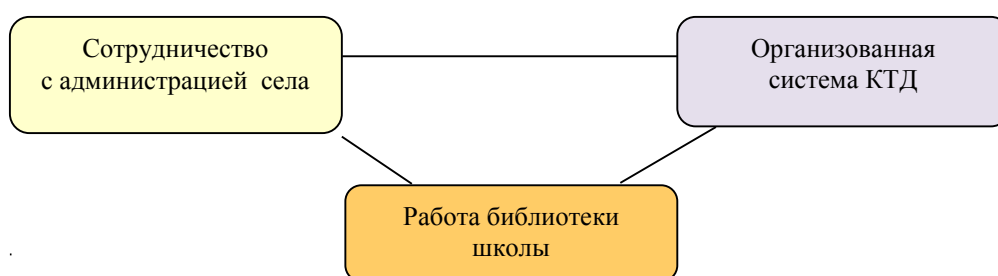 Сотрудничество
с администрацией села
Организованная
система КТД
Работа библиотеки
школы
.